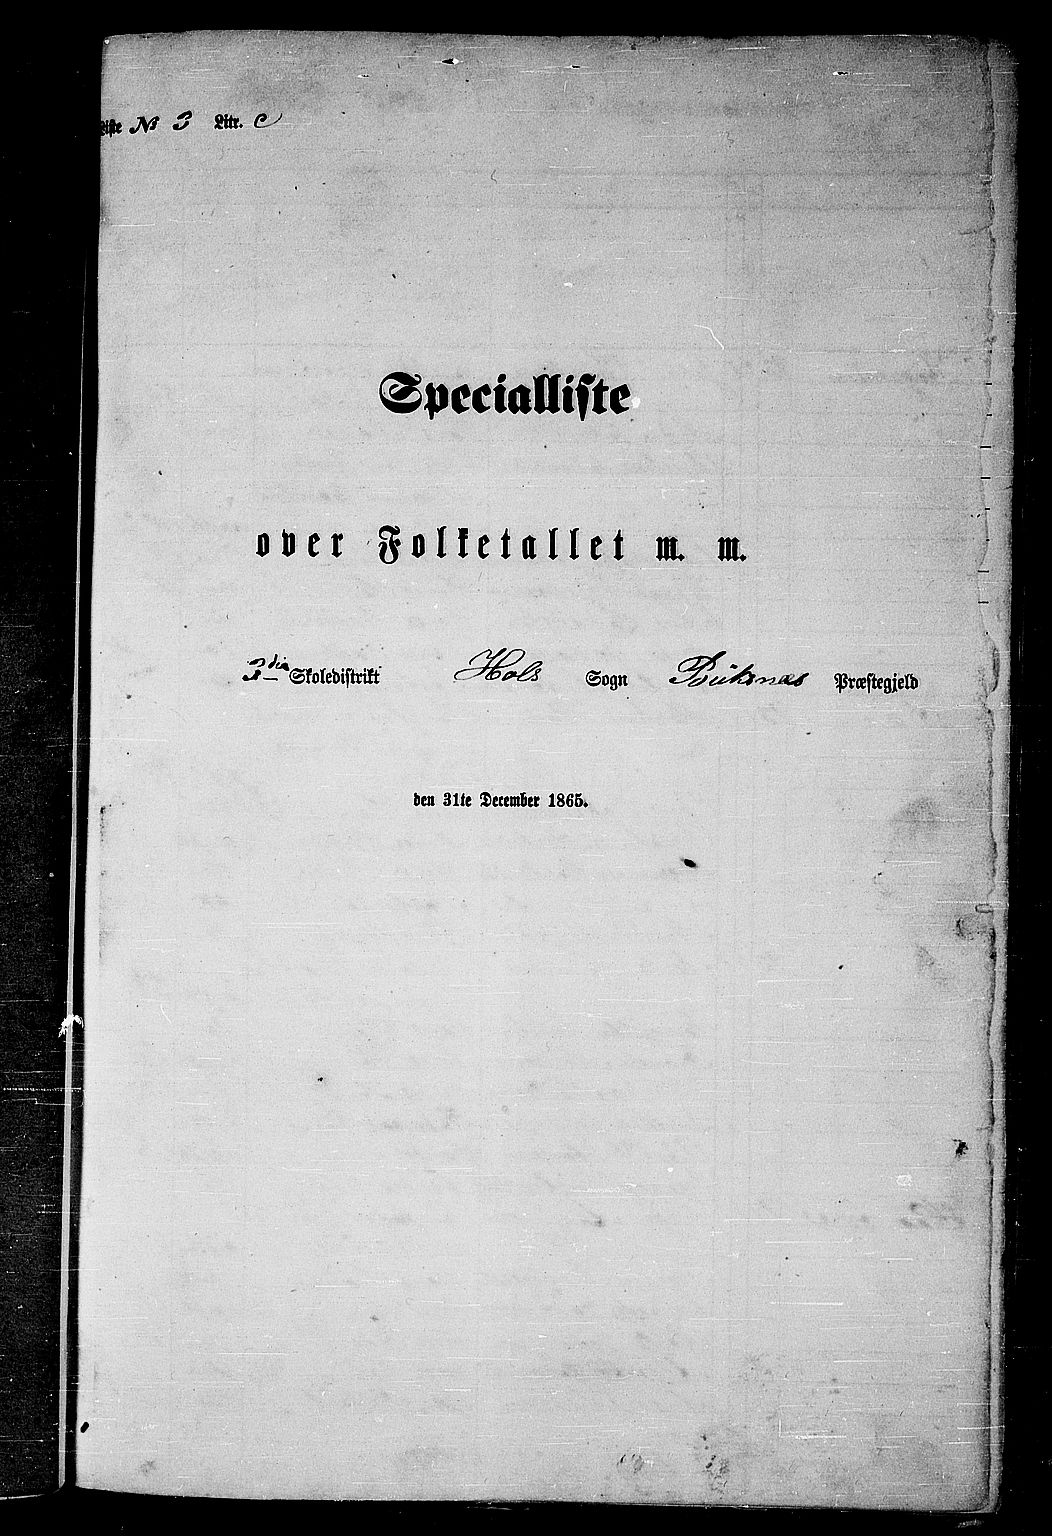 Liste № 3 Litr. C
Specialliste
over Folketallet m. m.
3die Skoledistrikt Hols Sogn Buksnes Præstegjeld
den 31te December 1865.